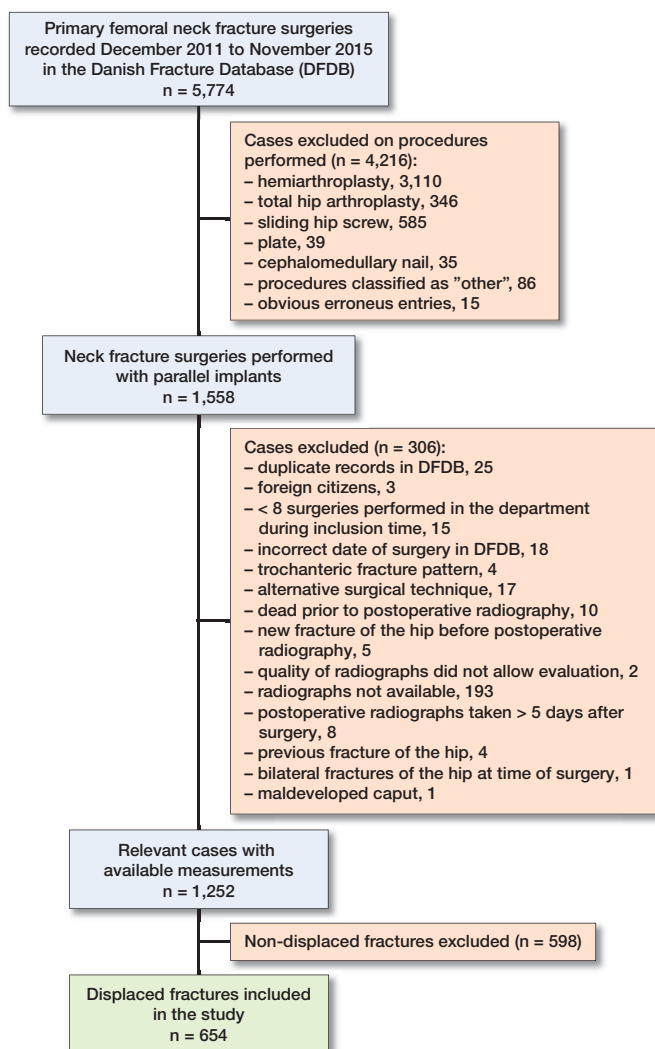 Primary femoral neck fracture surgeries
recorded December 2011 to November 2015
in the Danish Fracture Database (DFDB)
n = 5,774
Cases excluded on procedures
performed (n = 4,216):
– hemiarthroplasty, 3,110
– total hip arthroplasty, 346
– sliding hip screw, 585
– plate, 39
– cephalomedullary nail, 35
– procedures classified as ”other”, 86
– obvious erroneus entries, 15
Neck fracture surgeries performed
with parallel implants
n = 1,558
Cases excluded (n = 306):
– duplicate records in DFDB, 25
– foreign citizens, 3
– < 8 surgeries performed in the department
during inclusion time, 15
– incorrect date of surgery in DFDB, 18
– trochanteric fracture pattern, 4
– alternative surgical technique, 17
– dead prior to postoperative radiography, 10
– new fracture of the hip before postoperative
radiography, 5
– quality of radiographs did not allow evaluation, 2
– radiographs not available, 193
– postoperative radiographs taken > 5 days after
surgery, 8
– previous fracture of the hip, 4
– bilateral fractures of the hip at time of surgery, 1
– maldeveloped caput, 1
Relevant cases with
available measurements
n = 1,252
Non-displaced fractures excluded (n = 598)
Displaced fractures included
in the study
n = 654